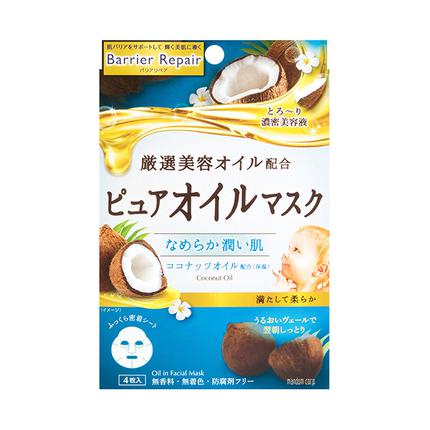 肌バリアをサポートして 輝く美肌に導く
Barrier Repair
バリアリペア
とろ〜り
濃密美容液
厳選美容オイル配合
ピュアオイルマスク
なめらか潤い肌
ココナッツオイル配合(保湿)
Coconut Oil
満たして柔らか
(イメージ)
ふっくら密着シート
うるおいヴェールで
翌朝しっとり
4枚入
Oil in Facial Mask
無香料・無着色・防腐剤フリー
mandom corp.